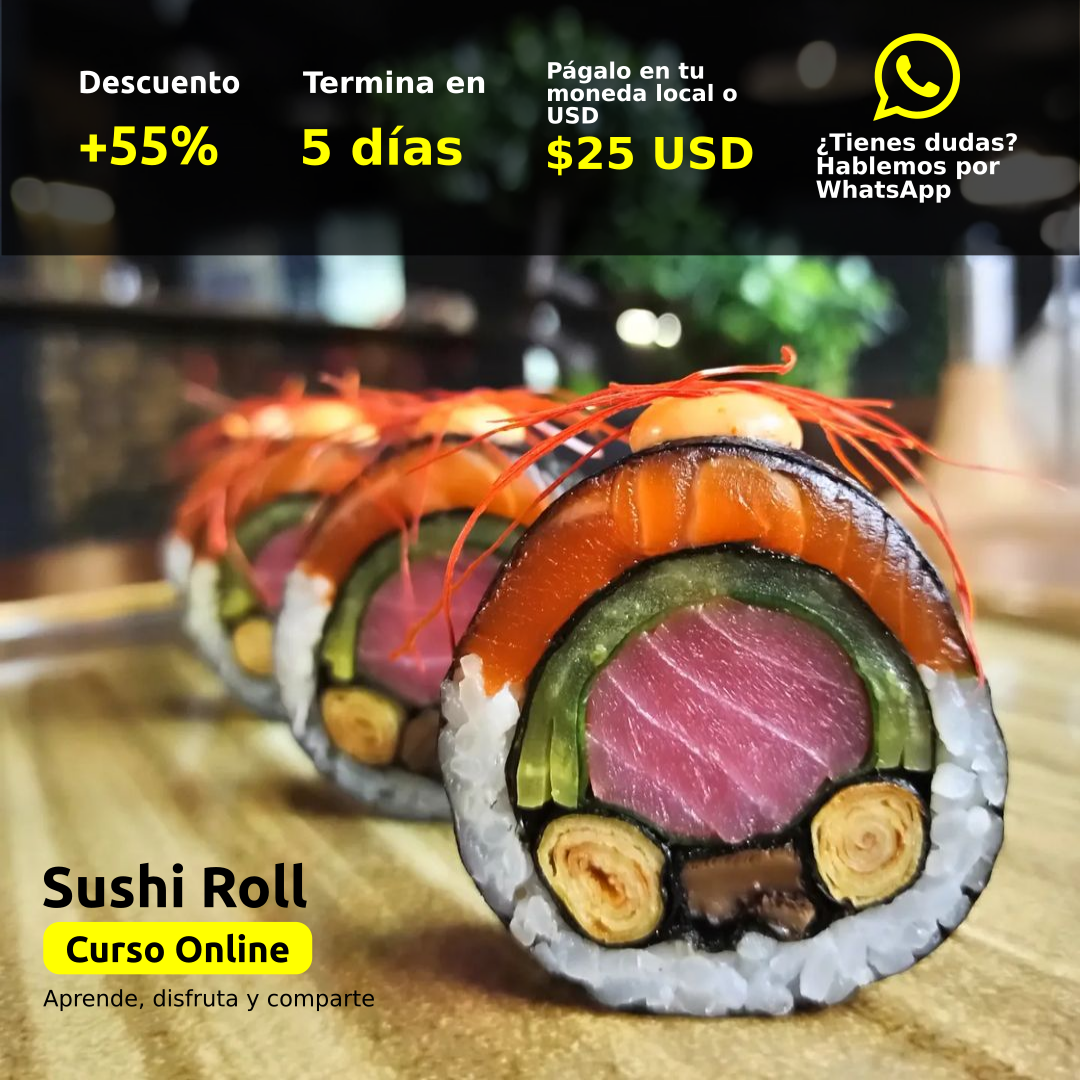 Descuento
+55%
Termina en
5 días
Págalo en tu
moneda local o
USD
$25 USD
¿Tienes dudas?
Hablemos por
WhatsApp
Sushi Roll
Curso Online
Aprende, disfruta y comparte